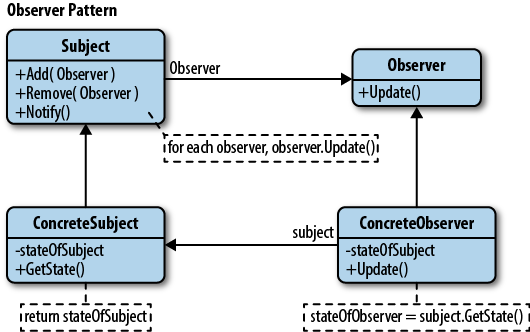 Observer Pattern
Subject
+Add( Observer )
+Remove( Observer )
+Notify()
Observer
Observer
+Update()
for each observer, observer.Update()
ConcreteSubject
-stateOfSubject
+GetState()
subject
ConcreteObserver
-stateOfSubject
+Update()
return stateOfSubject
stateOfObserver = subject.GetState()